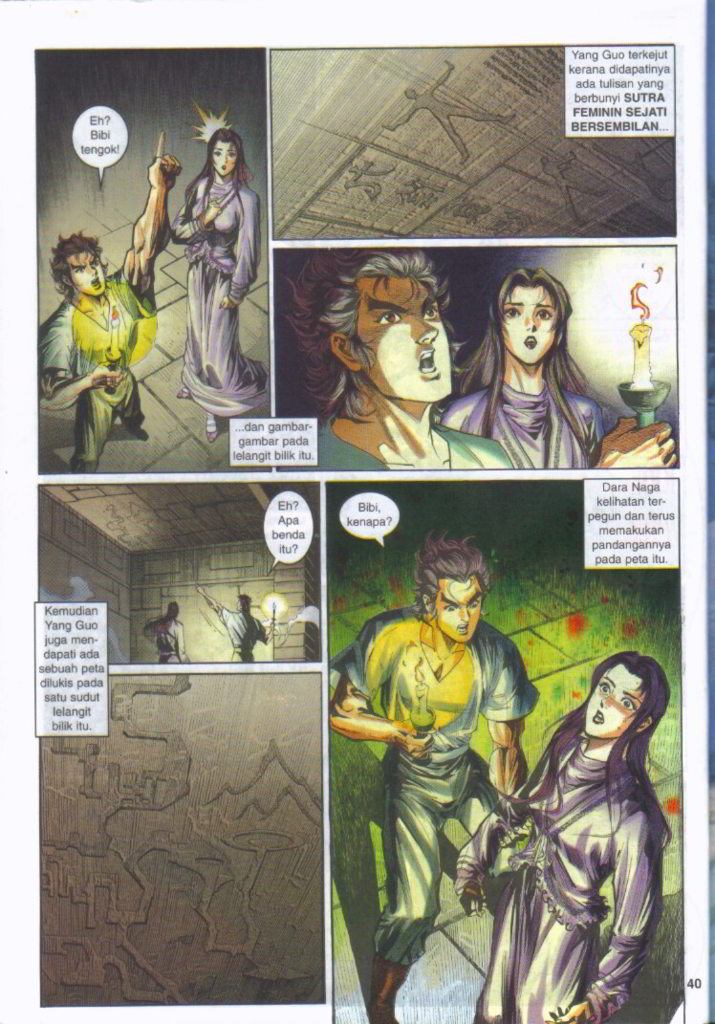 Eh?
Bibi
tengok!
Yang Guo terkejut
kerana didapatinya
ada tulisan yang
berbunyi SUTRA
FEMININ SEJATI
BERSEMBILAN...
...dan gambar-
gambar pada
lelangit bilik itu.
Eh?
Apa
benda
itu?
Kemudian
Yang Guo
juga men-
dapati ada
sebuah peta
dilukis pada
satu sudut
lelangit
bilik itu.
Bibi,
kenapa?
Dara Naga
kelihatan ter-
pegun dan terus
memakukan
pandangannya
pada peta itu.
40